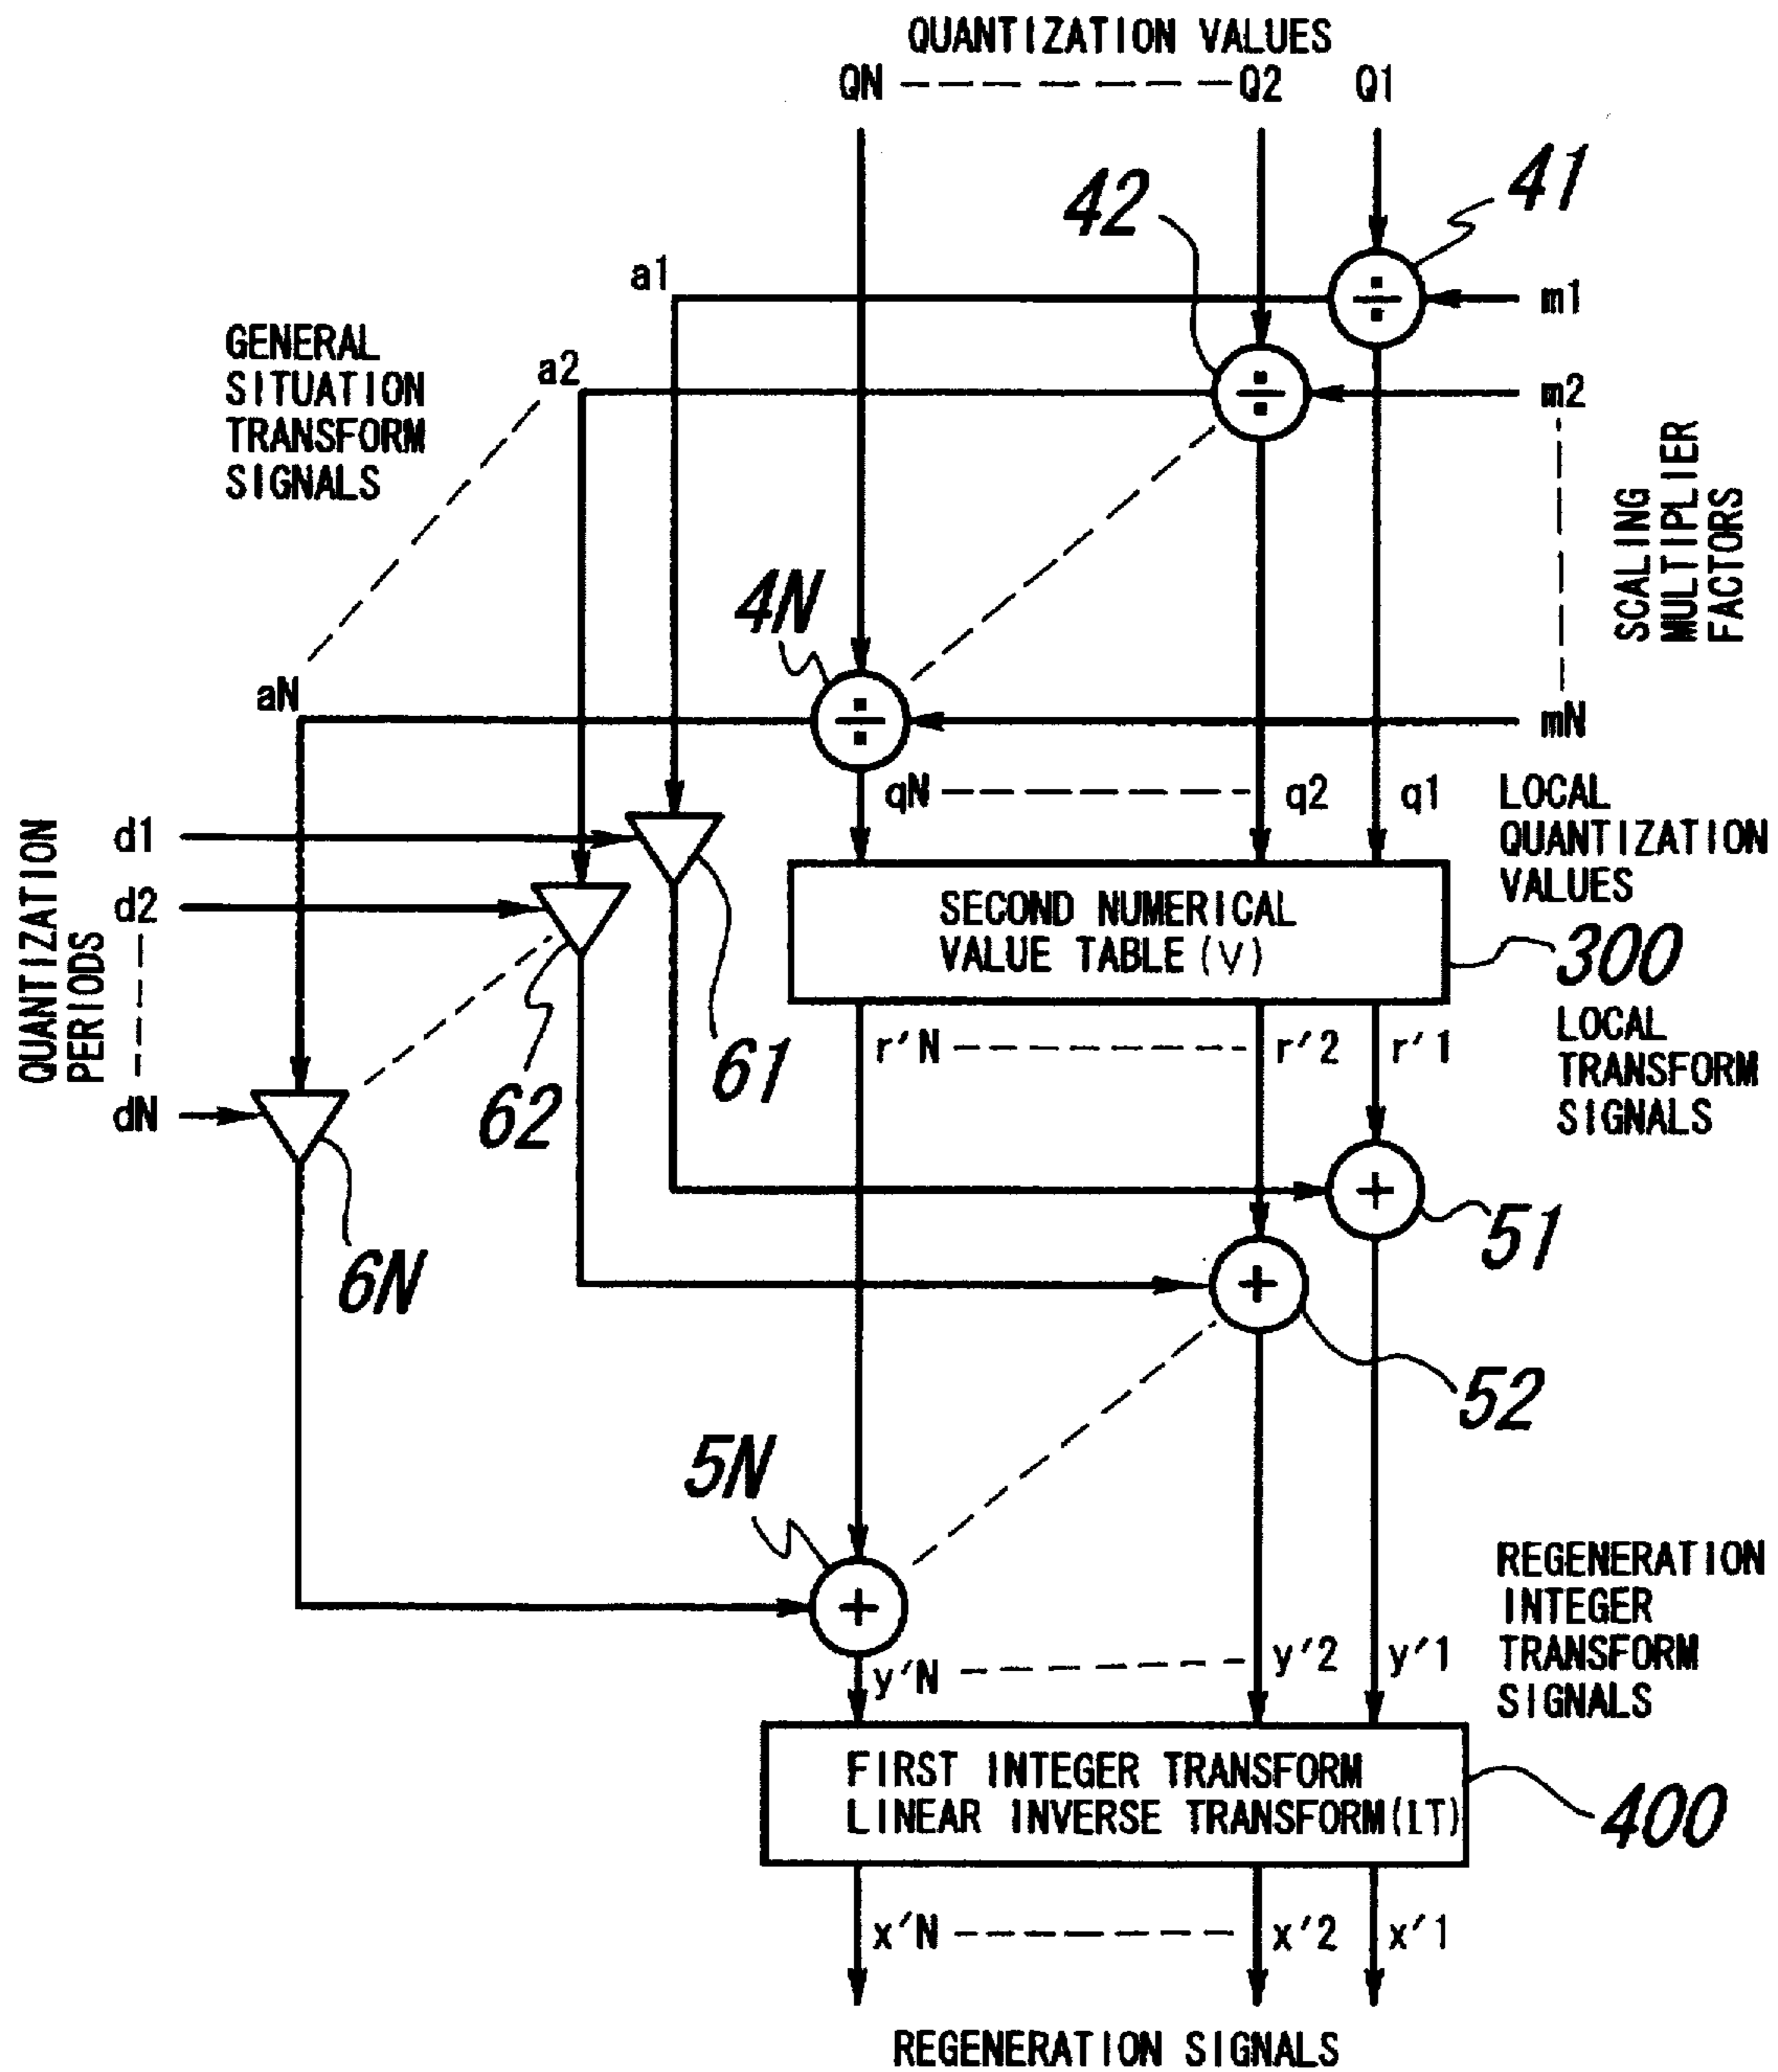 QUANTIZATION VALUES
QN Q2 Q1
42
41
a1
÷
m1
GENERAL
SITUATION
TRANSFORM
SIGNALS
a2
÷
m2
SCALING
MULTIPLIER
FACTORS
4N
aN
÷
mN
qN q2 q1
LOCAL
QUANTIZATION
VALUES
QUANTIZATION
PERIODS
d1
d2
dN
SECOND NUMERICAL
VALUE TABLE (V)
300
61
62
6N
r'N r'2 r'1
LOCAL
TRANSFORM
SIGNALS
+
51
+
52
5N
+
REGENERATION
INTEGER
TRANSFORM
SIGNALS
y'N y'2 y'1
FIRST INTEGER TRANSFORM
LINEAR INVERSE TRANSFORM(IT)
400
x'N x'2 x'1
REGENERATION SIGNALS